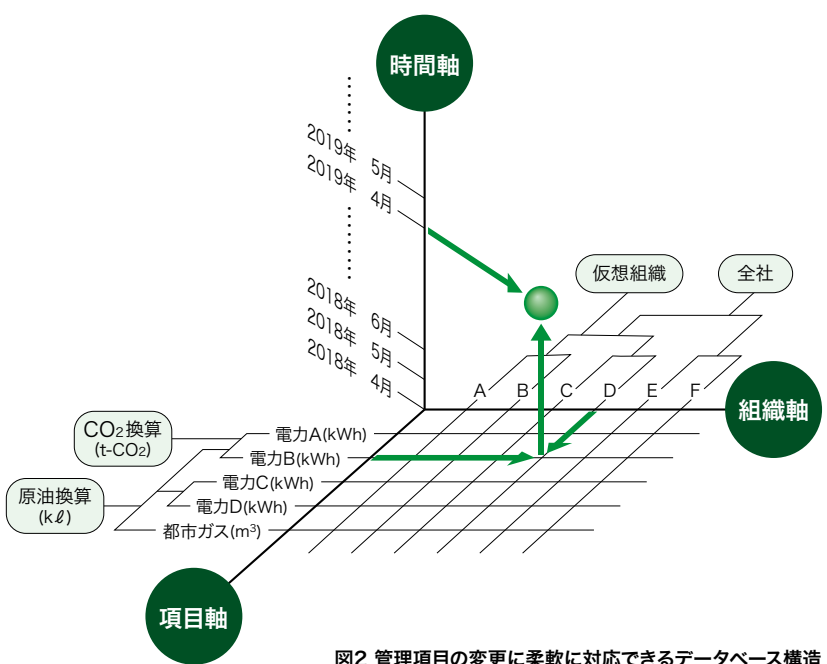 時間軸
2019年 5月
2019年 4月
2018年 6月
2018年 5月
2018年 4月
仮想組織
全社
A B C D E F
組織軸
CO2換算
(t-CO2)
原油換算
(kℓ)
電力A(kWh)
電力B(kWh)
電力C(kWh)
電力D(kWh)
都市ガス(m³)
項目軸
図2 管理項目の変更に柔軟に対応できるデータベース構造